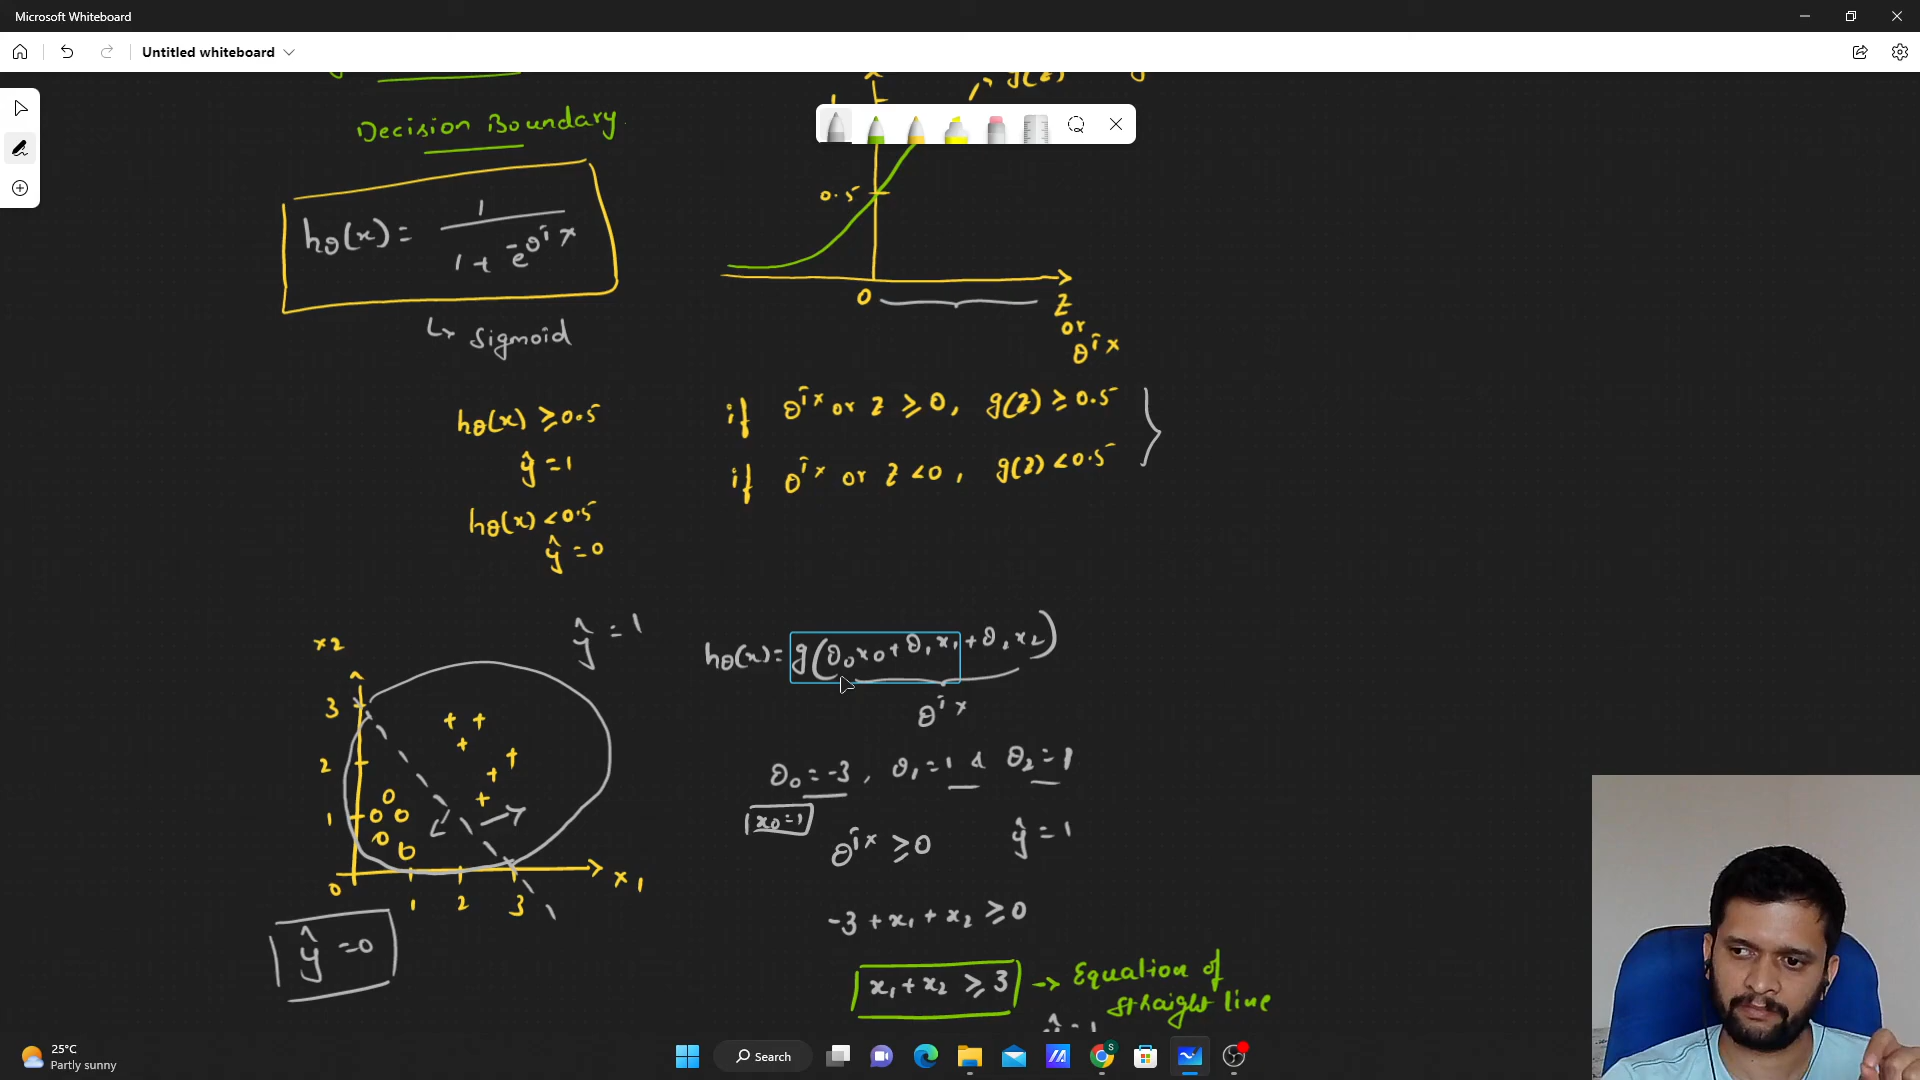 Microsoft Whiteboard
Untitled whiteboard
Decision Boundary
hθ(x) = 1 / 1 + e^-θᵀx
↳ Sigmoid
1
g(z)
0.5
0
z
or
θᵀx
hθ(x) ≥ 0.5
ŷ = 1
hθ(x) < 0.5
ŷ = 0
if θᵀx or z ≥ 0, g(z) ≥ 0.5
if θᵀx or z < 0, g(z) < 0.5
ŷ = 1
x2
3
2
1
0
1 2 3
x1
ŷ = 0
hθ(x) = g(θ₀x₀ + θ₁x₁ + θ₂x₂)
θᵀx
θ₀ = -3, θ₁ = 1 & θ₂ = 1
x₀ = 1
θᵀx ≥ 0 ŷ = 1
-3 + x₁ + x₂ ≥ 0
x₁ + x₂ ≥ 3 → Equation of
straight line
25°C
Partly sunny
Search